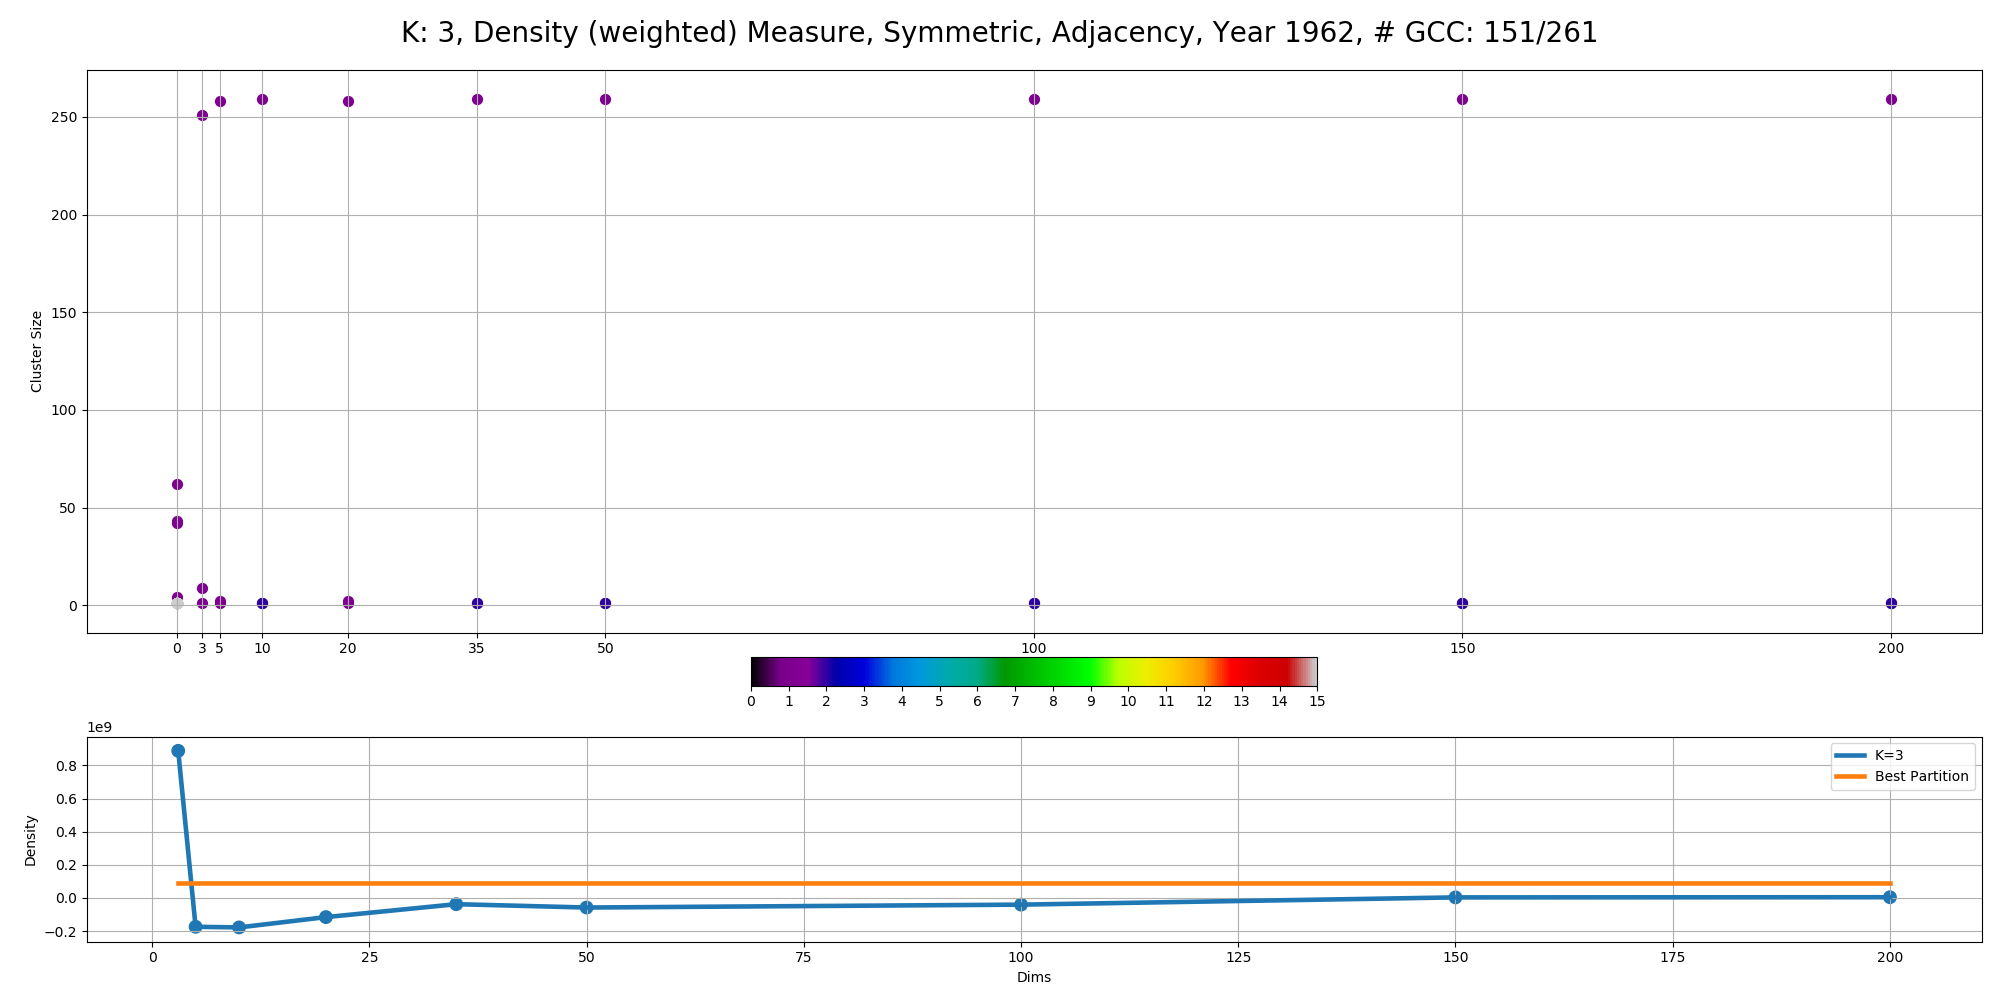 K: 3, Density (weighted) Measure, Symmetric, Adjacency, Year 1962, # GCC: 151/261
250
200
150
100
50
0
Cluster Size
0 3 5 10 20 35 50 100 150 200
0 1 2 3 4 5 6 7 8 9 10 11 12 13 14 15
1e9
K=3
Best Partition
0.8
0.6
0.4
0.2
0.0
−0.2
Density
0 25 50 75 100 125 150 175 200
Dims